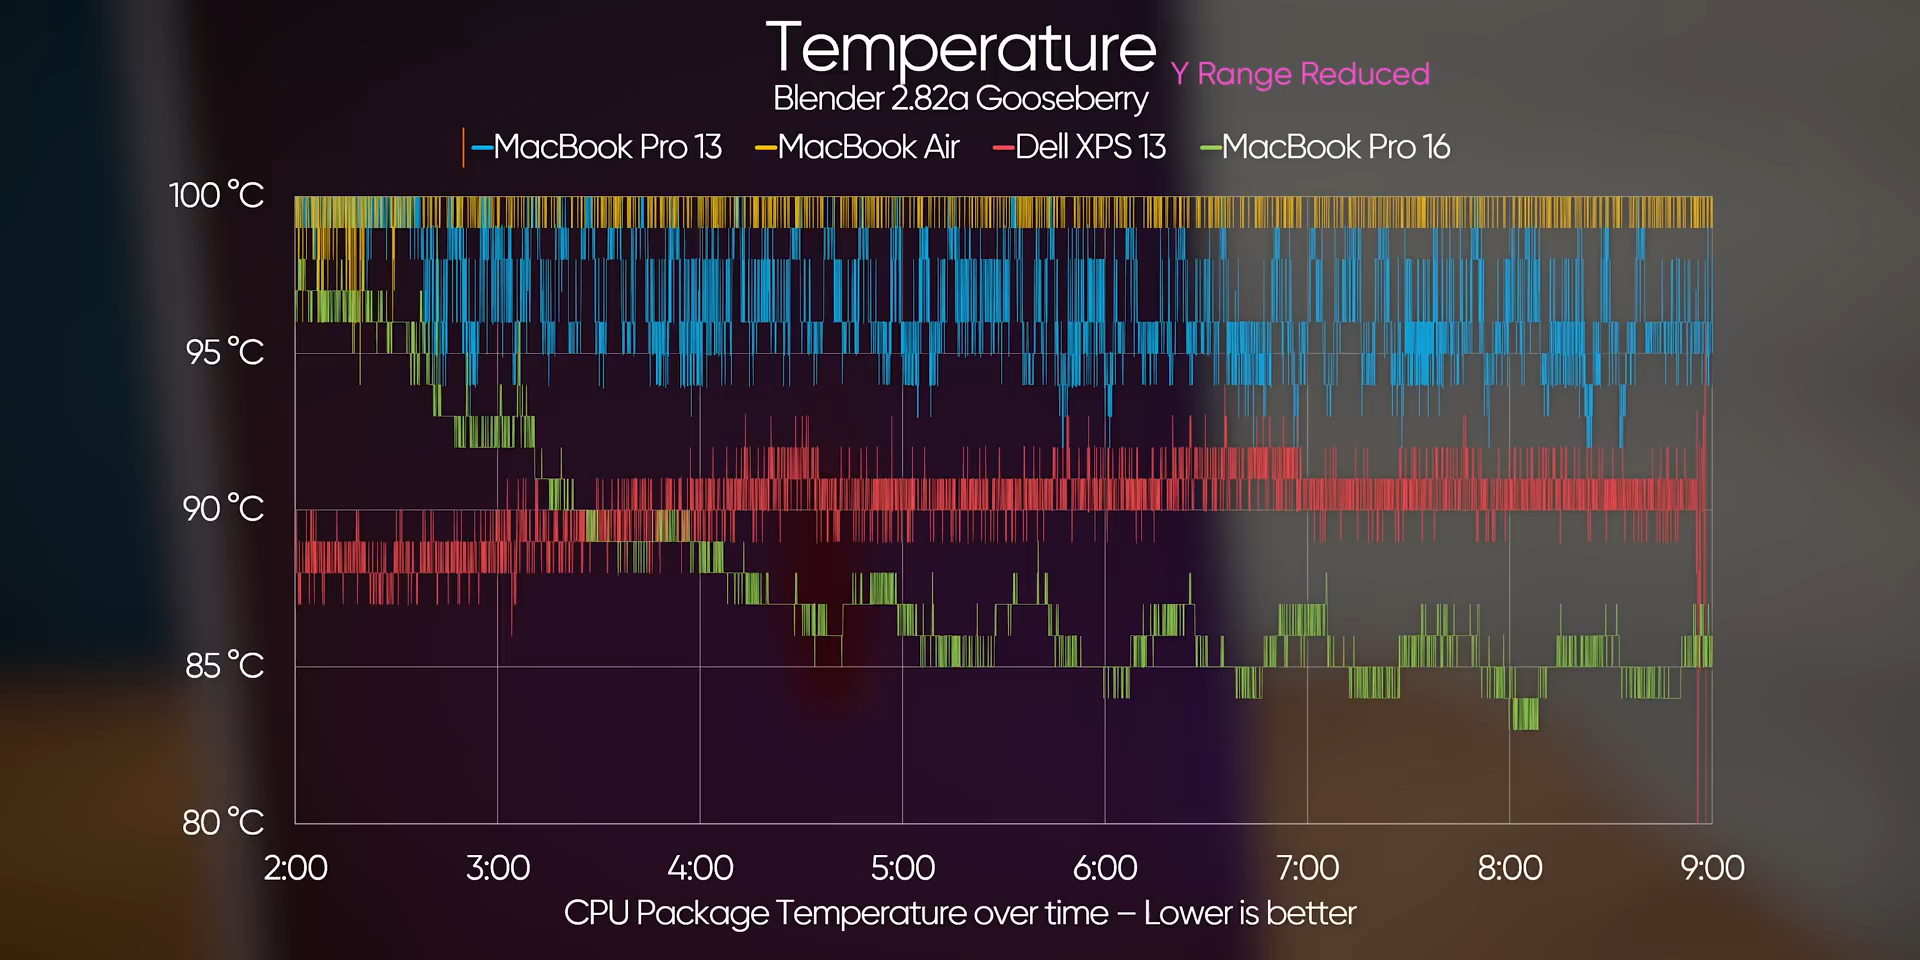 Temperature
Y Range Reduced
Blender 2.82a Gooseberry
MacBook Pro 13 MacBook Air Dell XPS 13 MacBook Pro 16
100 °C
95 °C
90 °C
85 °C
80 °C
2:00 3:00 4:00 5:00 6:00 7:00 8:00 9:00
CPU Package Temperature over time – Lower is better